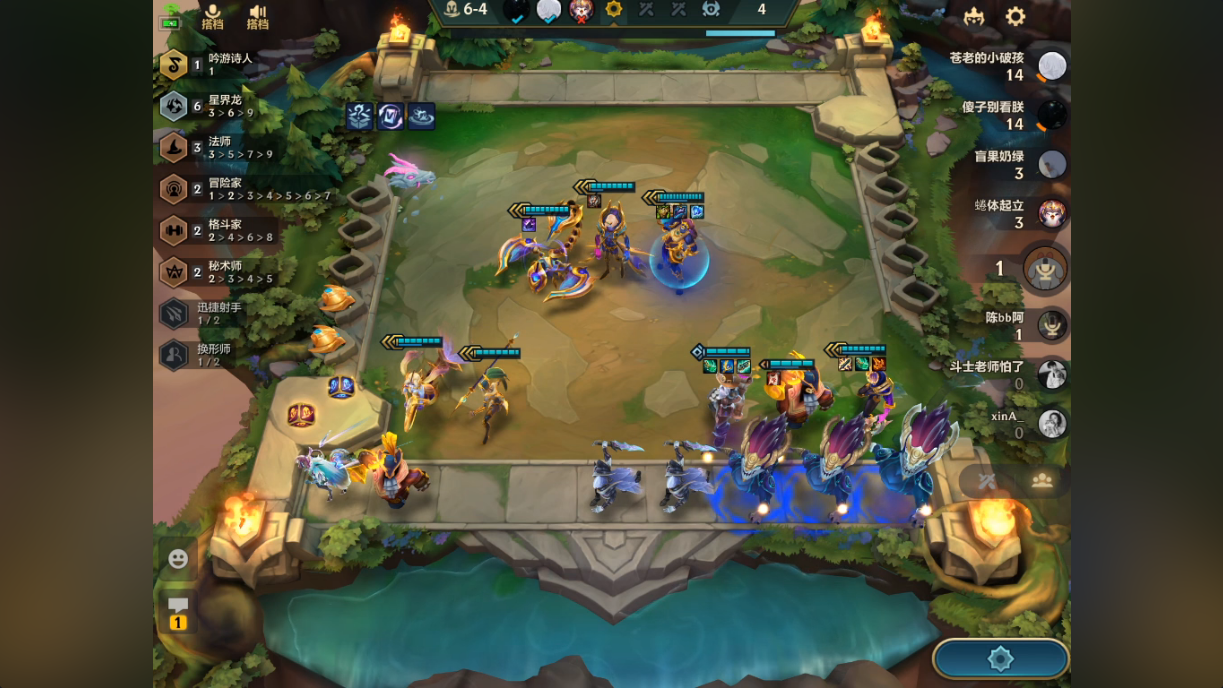 搭档
搭档
6-4
4
1
吟游诗人
1
6
星界龙
3 > 6 > 9
3
法师
3 > 5 > 7 > 9
2
冒险家
1 > 2 > 3 > 4 > 5 > 6 > 7
2
格斗家
2 > 4 > 6 > 8
2
秘术师
2 > 3 > 4 > 5
迅捷射手
1 / 2
换形师
1 / 2
苍老的小破孩
14
傻子别看朕
14
盲果奶绿
3
蜷体起立
3
1
陈bb阿
1
斗士老师怕了
0
xinA_
0
1